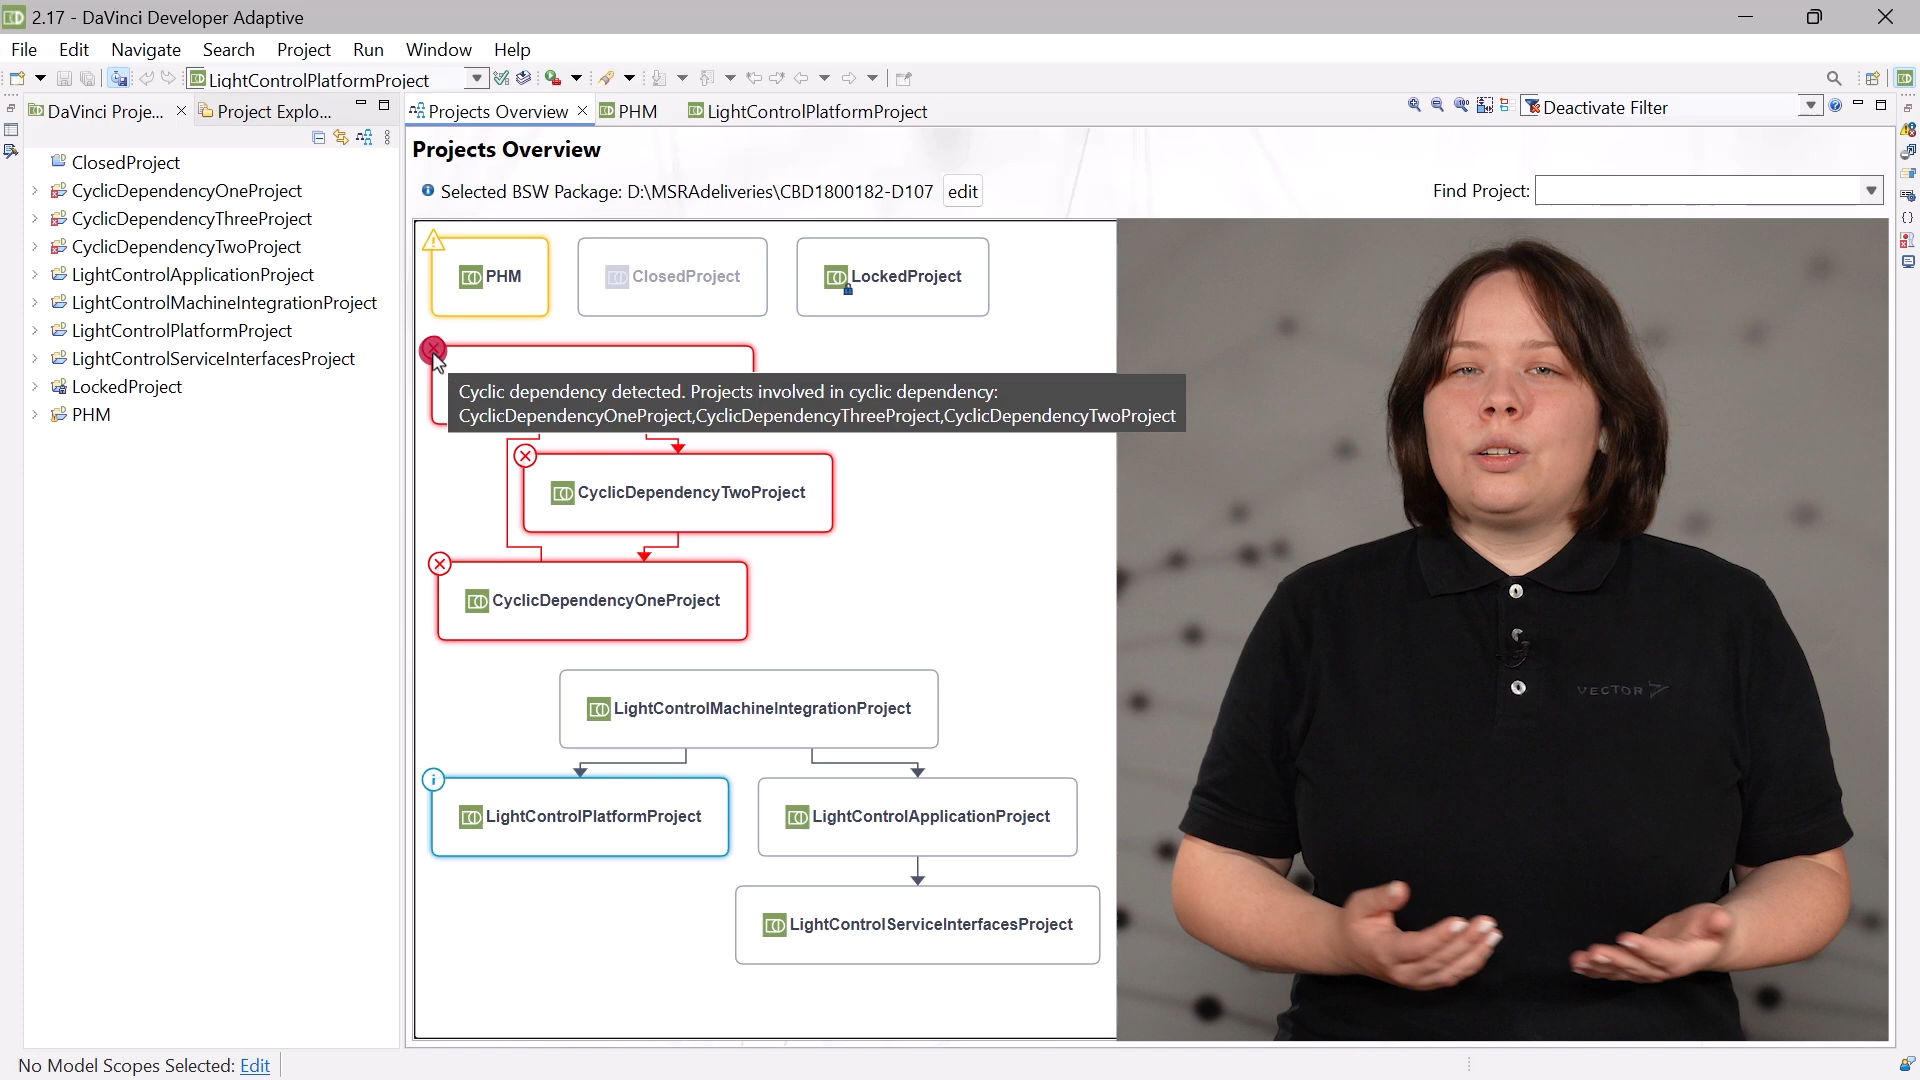 2.17 - DaVinci Developer Adaptive
File Edit Navigate Search Project Run Window Help
LightControlPlatformProject
DaVinci Proje...
Project Explo...
Projects Overview
PHM
LightControlPlatformProject
Deactivate Filter
ClosedProject
CyclicDependencyOneProject
CyclicDependencyThreeProject
CyclicDependencyTwoProject
LightControlApplicationProject
LightControlMachineIntegrationProject
LightControlPlatformProject
LightControlServiceInterfacesProject
LockedProject
PHM
Projects Overview
Selected BSW Package: D:\MSRAdeliveries\CBD1800182-D107 edit
Find Project:
PHM
ClosedProject
LockedProject
Cyclic dependency detected. Projects involved in cyclic dependency:
CyclicDependencyOneProject,CyclicDependencyThreeProject,CyclicDependencyTwoProject
CyclicDependencyTwoProject
CyclicDependencyOneProject
LightControlMachineIntegrationProject
LightControlPlatformProject
LightControlApplicationProject
LightControlServiceInterfacesProject
VECTOR
No Model Scopes Selected: Edit